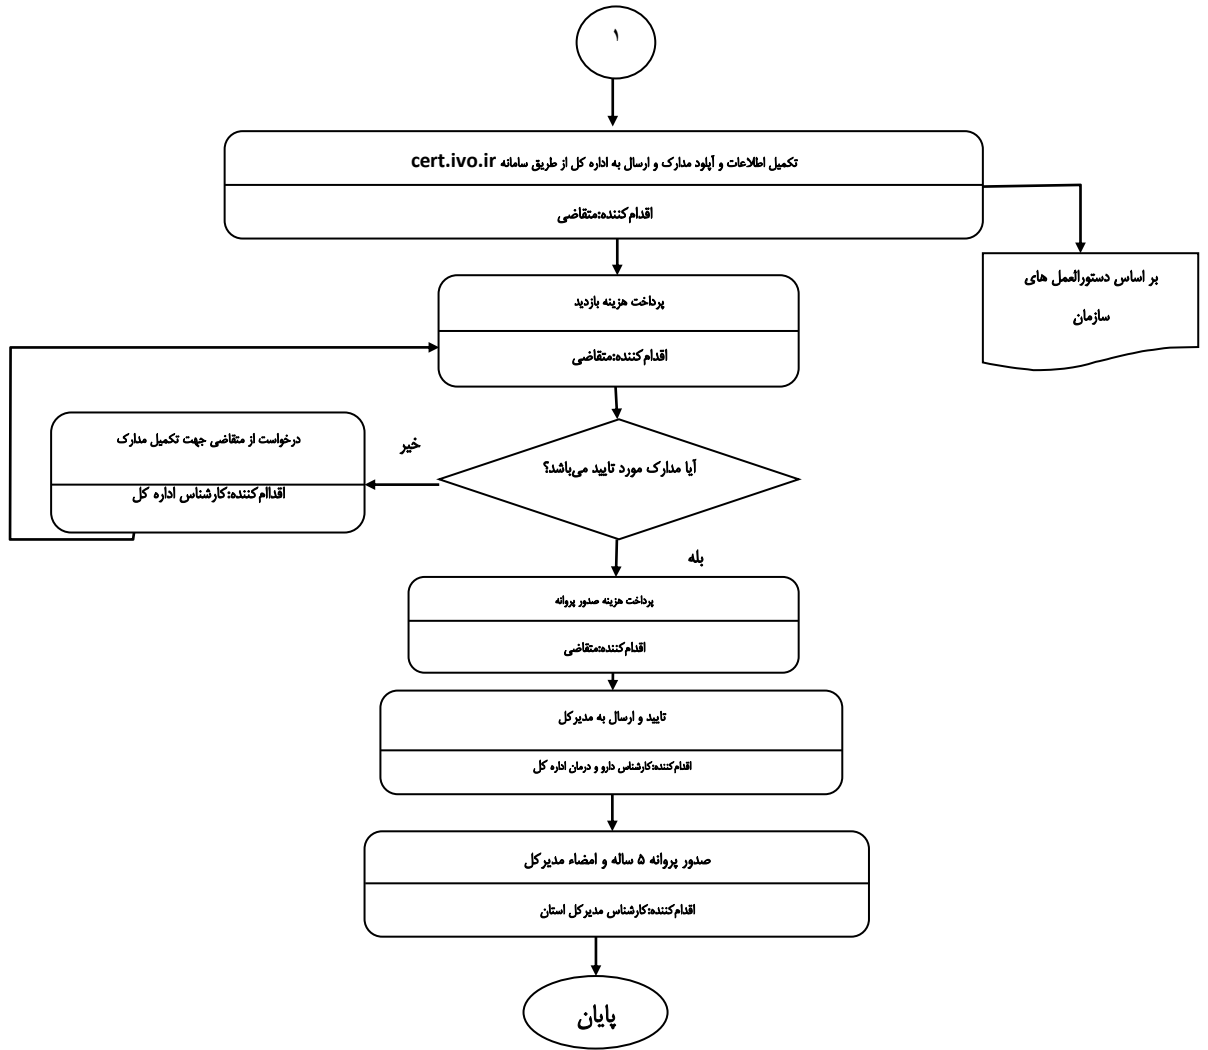 ۱
تکمیل اطلاعات و آپلود مدارک و ارسال به اداره کل از طریق سامانه cert.ivo.ir
اقدام‌کننده:متقاضی
بر اساس دستورالعمل های
سازمان
پرداخت هزینه بازدید
اقدام‌کننده:متقاضی
آیا مدارک مورد تایید می‌باشد؟
خیر
درخواست از متقاضی جهت تکمیل مدارک
اقداام‌کننده:کارشناس اداره کل
بله
پرداخت هزینه صدور پروانه
اقدام‌کننده:متقاضی
تایید و ارسال به مدیرکل
اقدام‌کننده:کارشناس دارو و درمان اداره کل
صدور پروانه ۵ ساله و امضاء مدیرکل
اقدام‌کننده:کارشناس مدیرکل استان
پایان